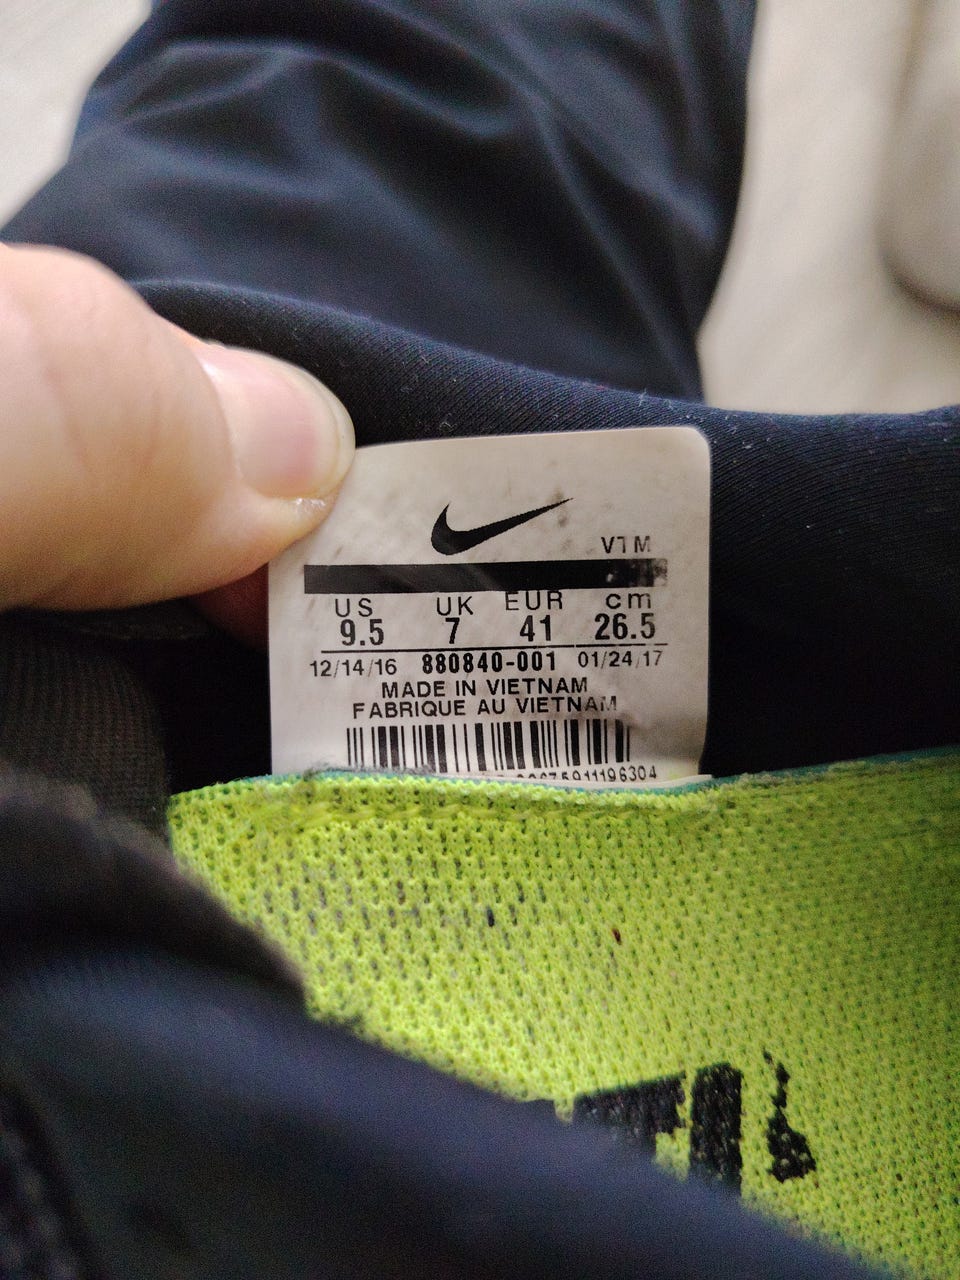 VTM
US UK EUR cm
9.5 7 41 26.5
12/14/16 880840-001 01/24/17
MADE IN VIETNAM
FABRIQUE AU VIETNAM